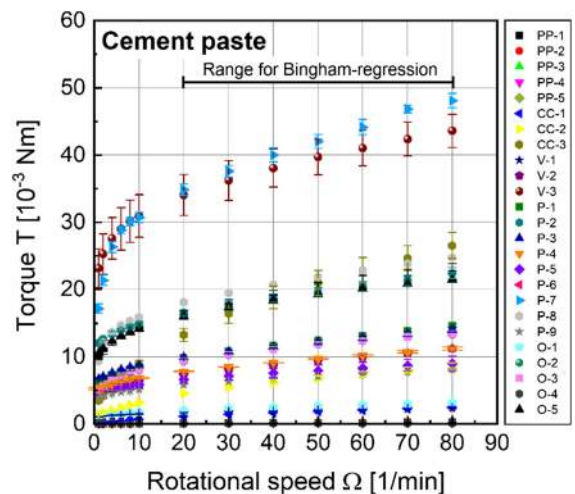 Cement paste
Range for Bingham-regression
Torque T [10⁻³ Nm]
60
50
40
30
20
10
0
0 10 20 30 40 50 60 70 80 90
Rotational speed Ω [1/min]
PP-1
PP-2
PP-3
PP-4
PP-5
CC-1
CC-2
CC-3
V-1
V-2
V-3
P-1
P-2
P-3
P-4
P-5
P-6
P-7
P-8
P-9
O-1
O-2
O-3
O-4
O-5